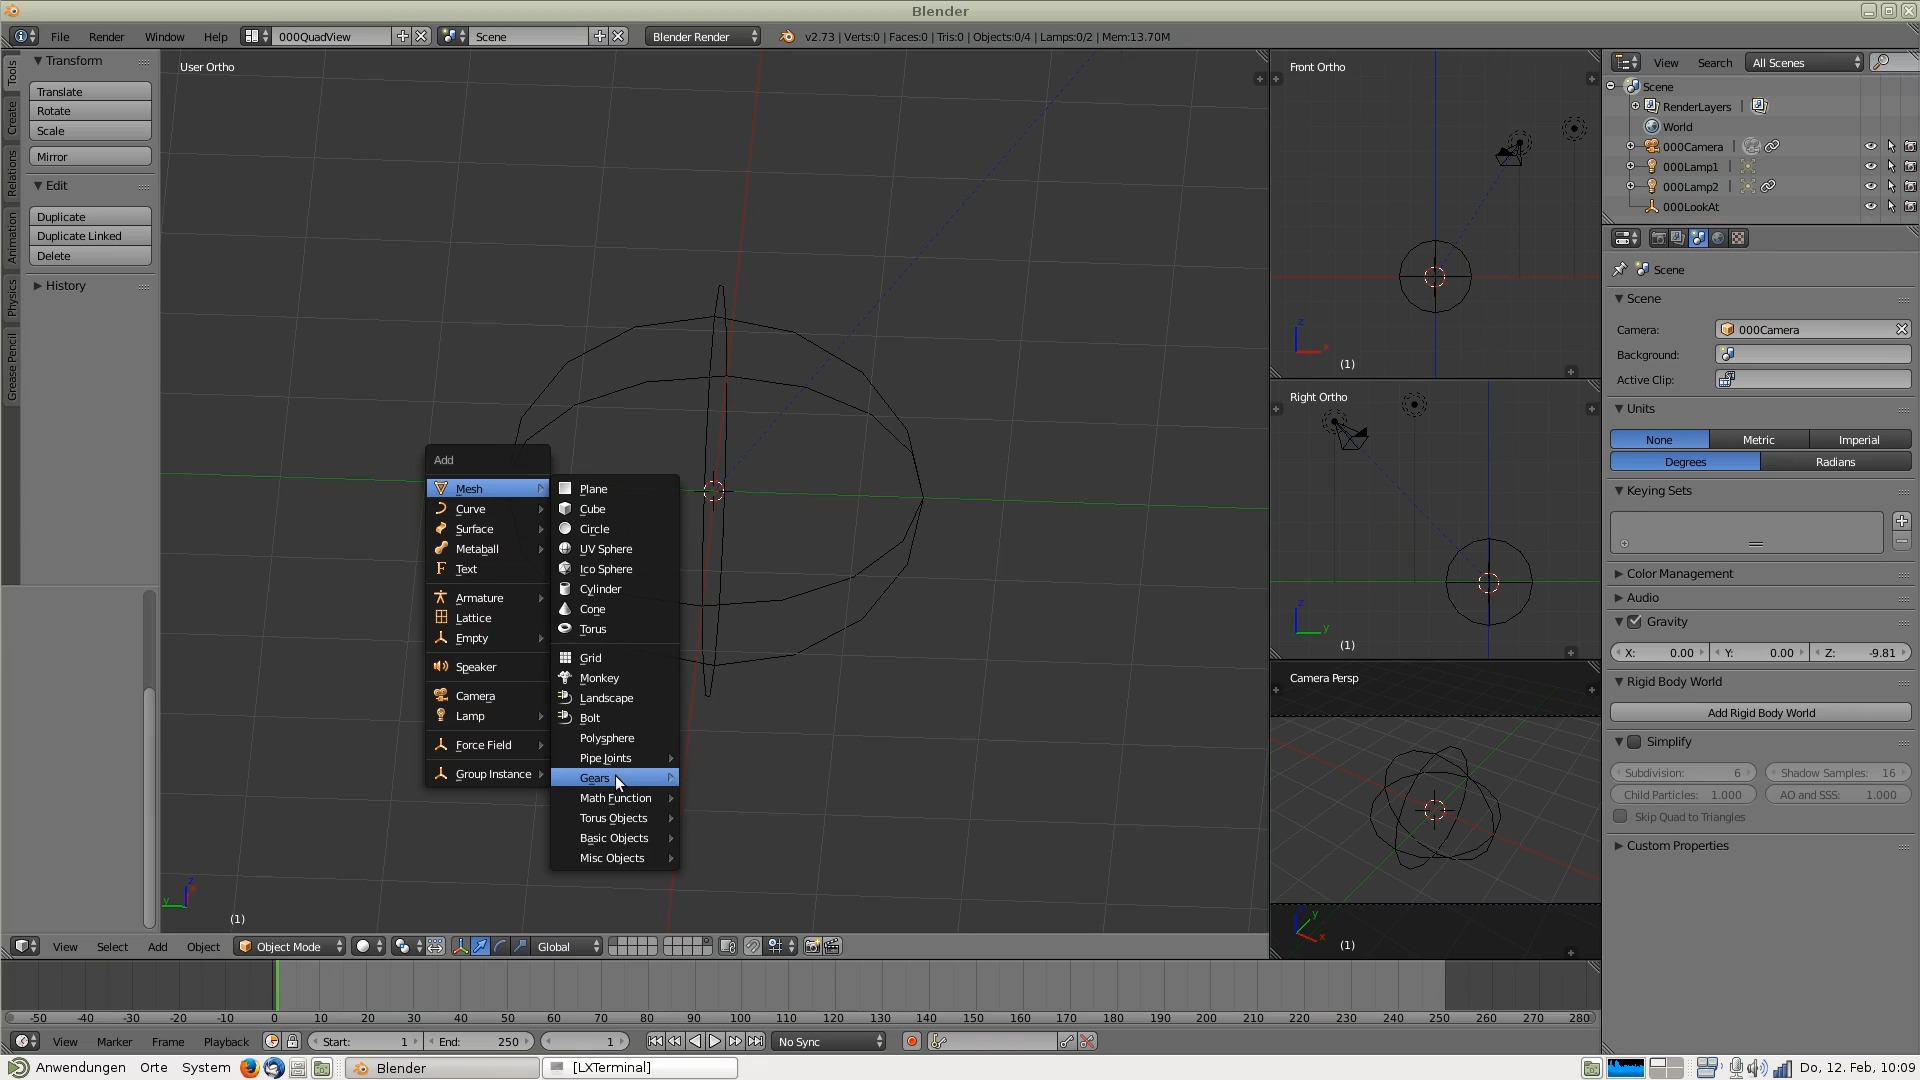 Blender
File Render Window Help 000QuadView Scene Blender Render v2.73 | Verts:0 | Faces:0 | Tris:0 | Objects:0/4 | Lamps:0/2 | Mem:13.70M
Tools
Create
Relations
Animation
Physics
Grease Pencil
Transform
Translate
Rotate
Scale
Mirror
Edit
Duplicate
Duplicate Linked
Delete
History
User Ortho
(1)
Add
Mesh
Curve
Surface
Metaball
Text
Armature
Lattice
Empty
Speaker
Camera
Lamp
Force Field
Group Instance
Plane
Cube
Circle
UV Sphere
Ico Sphere
Cylinder
Cone
Torus
Grid
Monkey
Landscape
Bolt
Polysphere
Pipe Joints
Gears
Math Function
Torus Objects
Basic Objects
Misc Objects
Front Ortho
z
x
(1)
Right Ortho
z
y
(1)
Camera Persp
y
x
(1)
View Search All Scenes
Scene
RenderLayers
World
000Camera
000Lamp1
000Lamp2
000LookAt
Scene
Scene
Camera: 000Camera
Background:
Active Clip:
Units
None Metric Imperial
Degrees Radians
Keying Sets
Color Management
Audio
Gravity
X: 0.00 Y: 0.00 Z: -9.81
Rigid Body World
Add Rigid Body World
Simplify
Subdivision: 6 Shadow Samples: 16
Child Particles: 1.000 AO and SSS: 1.000
Skip Quad to Triangles
Custom Properties
View Select Add Object Object Mode Global
-50 -40 -30 -20 -10 0 10 20 30 40 50 60 70 80 90 100 110 120 130 140 150 160 170 180 190 200 210 220 230 240 250 260 270 280
View Marker Frame Playback Start: 1 End: 250 1 No Sync
Anwendungen Orte System Blender [LXTerminal] Do, 12. Feb, 10:09